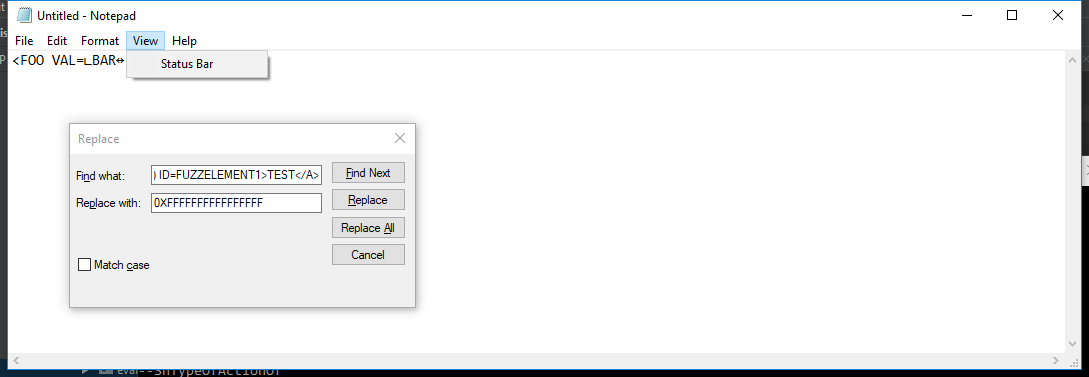 Untitled - Notepad
File Edit Format View Help
<FOO VAL=∟BAR↔
Status Bar
Replace
Find what: )ID=FUZZELEMENT1>TEST</A> Find Next
Replace with: 0XFFFFFFFFFFFFFFFF Replace
Replace All
Cancel
Match case